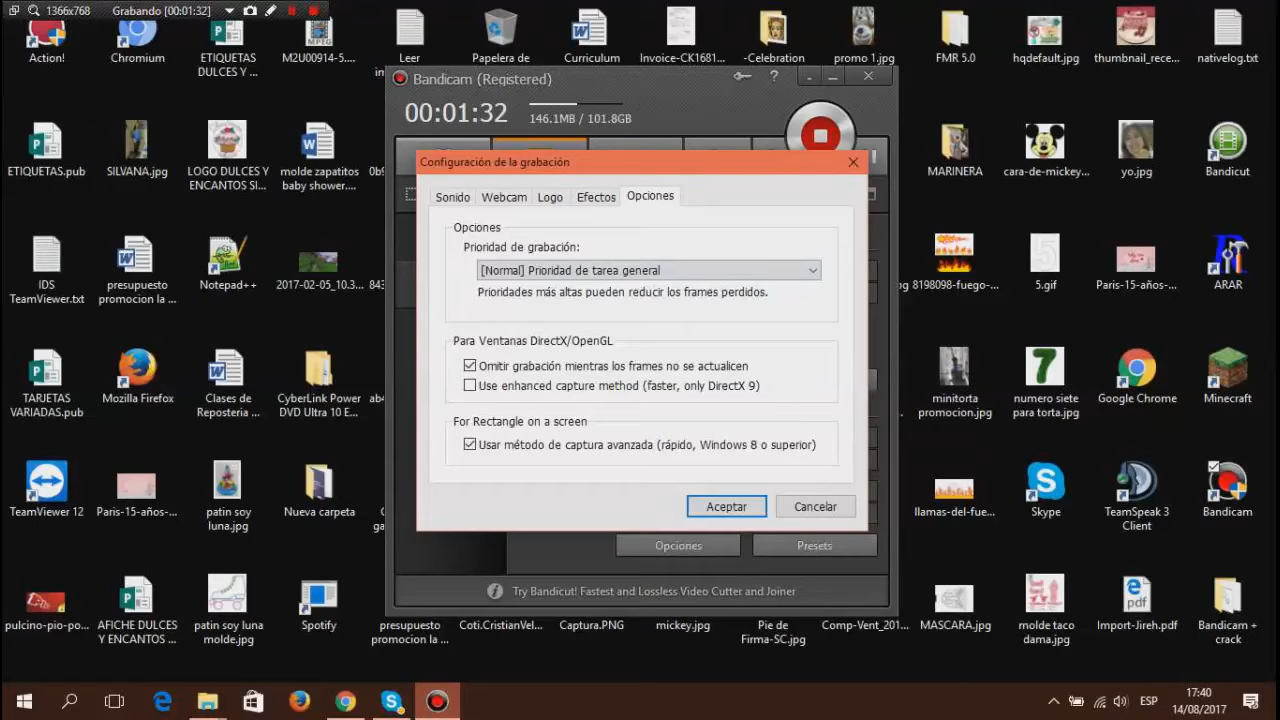 1366x768
Grabando [00:01:32]
Action!
Chromium
ETIQUETAS
DULCES Y ...
M2U00914-5...
Leer
Papelera de
Curriculum
Invoice-CK1681...
-Celebration
promo 1.jpg
FMR 5.0
hqdefault.jpg
thumbnail_rece...
nativelog.txt
Bandicam (Registered)
00:01:32
146.1MB / 101.8GB
ETIQUETAS.pub
SILVANA.jpg
LOGO DULCES Y
ENCANTOS SI...
molde zapatitos
baby shower....
MARINERA
cara-de-mickey...
yo.jpg
Bandicut
Configuración de la grabación
Sonido
Webcam
Logo
Efectos
Opciones
Opciones
Prioridad de grabación:
[Normal] Prioridad de tarea general
Prioridades más altas pueden reducir los frames perdidos.
Para Ventanas DirectX/OpenGL
Omitir grabación mientras los frames no se actualicen
Use enhanced capture method (faster, only DirectX 9)
For Rectangle on a screen
Usar método de captura avanzada (rápido, Windows 8 o superior)
Aceptar
Cancelar
Opciones
Presets
Try Bandicut! Fastest and Lossless Video Cutter and Joiner
IDS
TeamViewer.txt
presupuesto
promocion la ...
Notepad++
2017-02-05_10.3...
8198098-fuego-...
5.gif
Paris-15-años-...
ARAR
TARJETAS
VARIADAS.pub
Mozilla Firefox
Clases de
Reposteria ...
CyberLink Power
DVD Ultra 10 E...
minitorta
promocion.jpg
numero siete
para torta.jpg
Google Chrome
Minecraft
TeamViewer 12
Paris-15-años-...
patin soy
luna.jpg
Nueva carpeta
llamas-del-fue...
Skype
TeamSpeak 3
Client
Bandicam
pulcino-pio-po...
AFICHE DULCES
Y ENCANTOS ...
patin soy luna
molde.jpg
Spotify
presupuesto
promocion la ...
Coti.CristianVel...
Captura.PNG
mickey.jpg
Pie de
Firma-SC.jpg
Comp-Vent_201...
MASCARA.jpg
molde taco
dama.jpg
Import-Jireh.pdf
Bandicam +
crack
ESP
17:40
14/08/2017